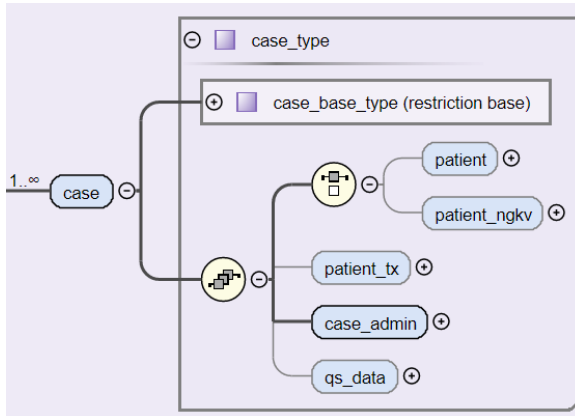 case_type
case_base_type (restriction base)
patient
1..∞
case
patient_ngkv
patient_tx
case_admin
qs_data